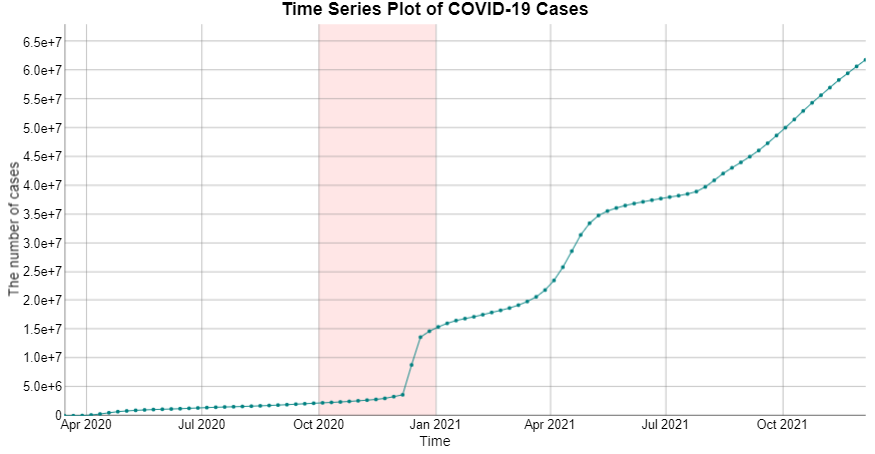 Time Series Plot of COVID-19 Cases
The number of cases
6.5e+7
6.0e+7
5.5e+7
5.0e+7
4.5e+7
4.0e+7
3.5e+7
3.0e+7
2.5e+7
2.0e+7
1.5e+7
1.0e+7
5.0e+6
0
Apr 2020 Jul 2020 Oct 2020 Jan 2021 Apr 2021 Jul 2021 Oct 2021
Time